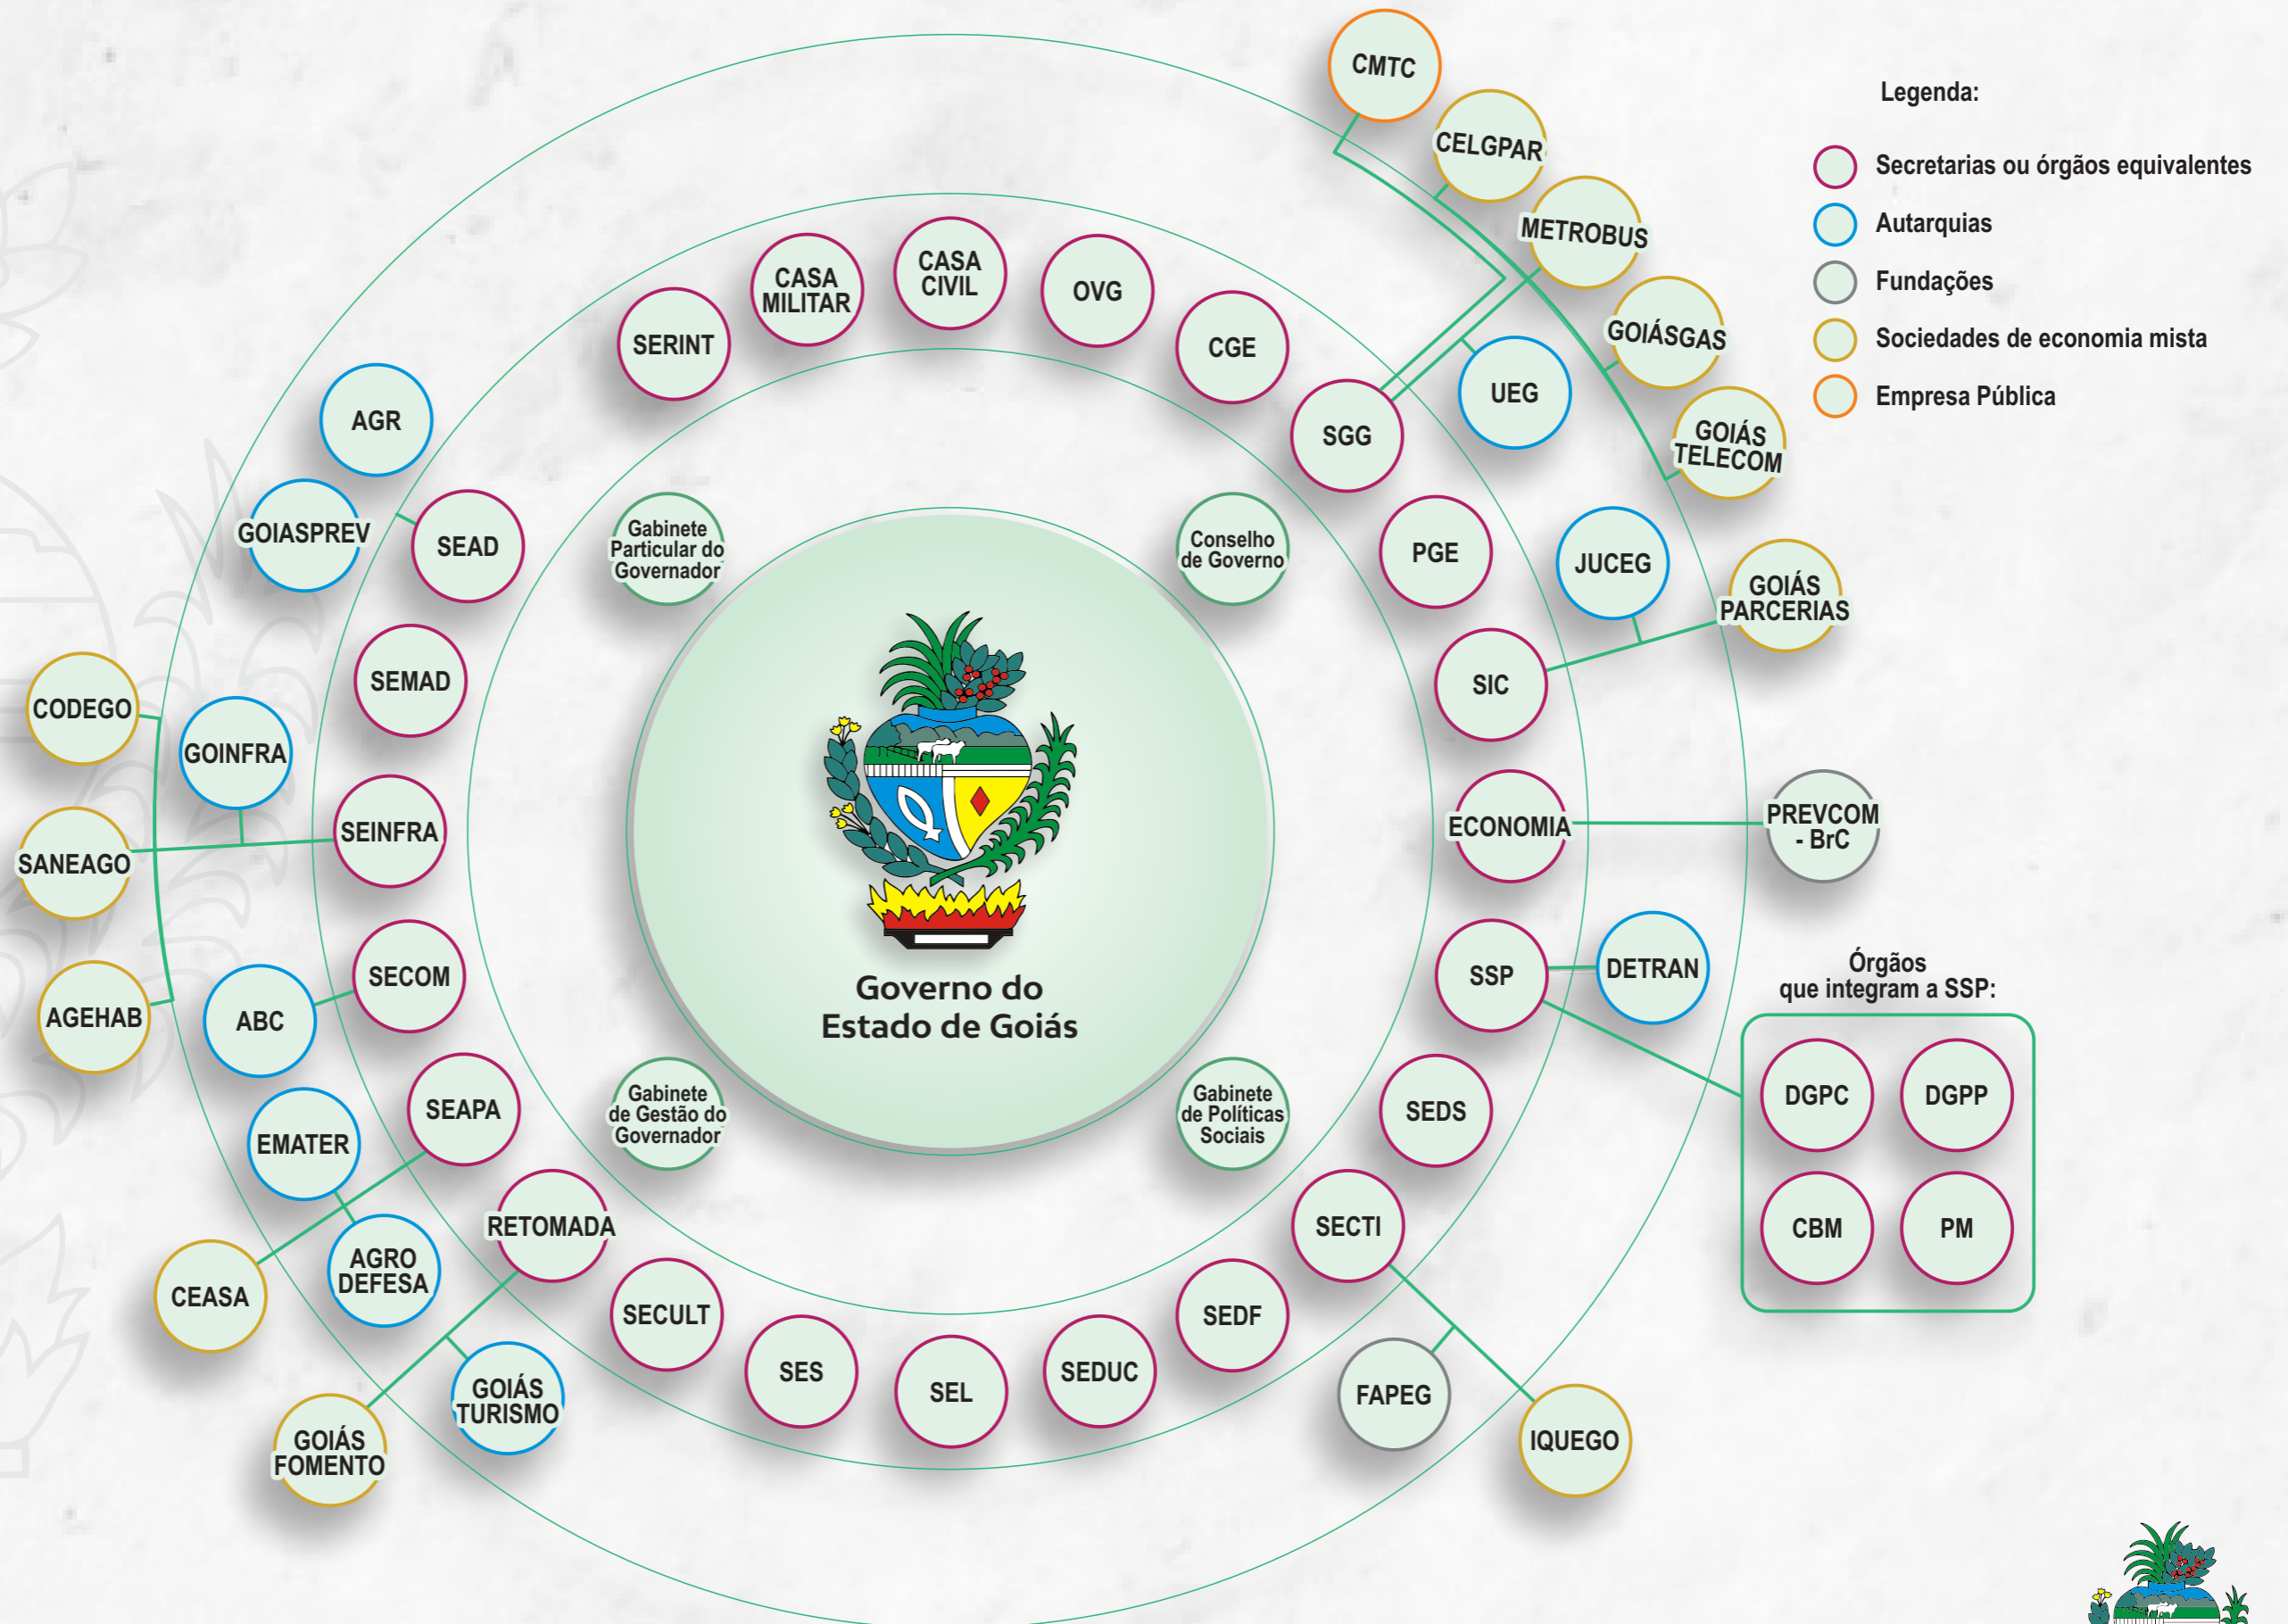 CMTC
CELGPAR
METROBUS
GOIÁSGAS
GOIÁS
TELECOM
Legenda:
Secretarias ou órgãos equivalentes
Autarquias
Fundações
Sociedades de economia mista
Empresa Pública
SERINT
CASA
MILITAR
CASA
CIVIL
OVG
CGE
SGG
UEG
PGE
JUCEG
GOIÁS
PARCERIAS
SIC
ECONOMIA
PREVCOM
- BrC
SSP
DETRAN
Órgãos
que integram a SSP:
DGPC
DGPP
CBM
PM
SEDS
SECTI
FAPEG
IQUEGO
SEDF
SEDUC
SEL
SES
SECULT
RETOMADA
GOIÁS
TURISMO
GOIÁS
FOMENTO
SEAPA
EMATER
AGRO
DEFESA
CEASA
SECOM
ABC
SEINFRA
GOINFRA
CODEGO
SANEAGO
AGEHAB
SEMAD
SEAD
AGR
GOIASPREV
Gabinete
Particular do
Governador
Conselho
de Governo
Governo do
Estado de Goiás
Gabinete
de Gestão do
Governador
Gabinete
de Políticas
Sociais